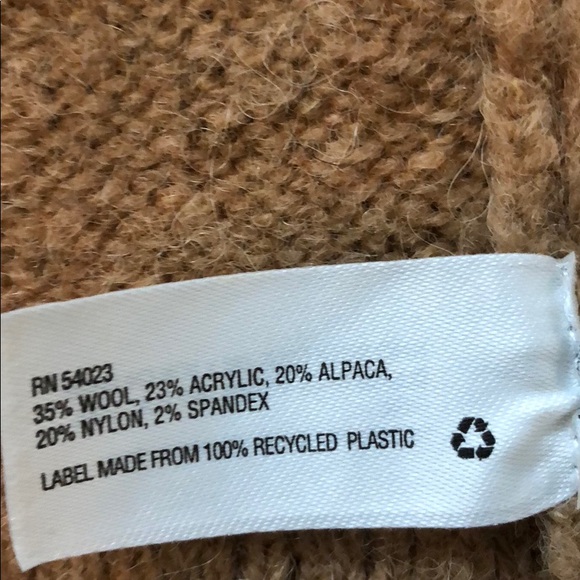 RN 54023
35% WOOL, 23% ACRYLIC, 20% ALPACA,
20% NYLON, 2% SPANDEX
LABEL MADE FROM 100% RECYCLED PLASTIC